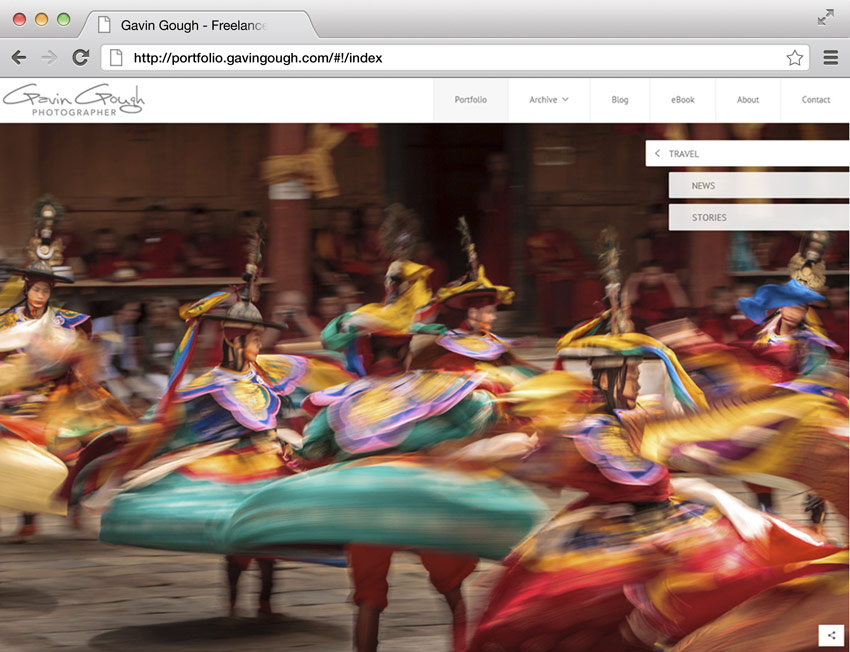 Gavin Gough - Freelance
http://portfolio.gavingough.com/#!/index
Gavin Gough
PHOTOGRAPHER
Portfolio
Archive
Blog
eBook
About
Contact
TRAVEL
NEWS
STORIES